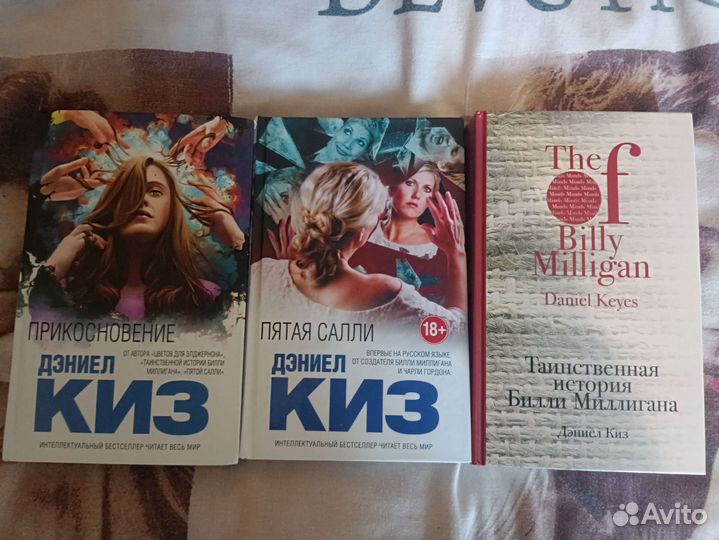 DEVOTIO
ПРИКОСНОВЕНИЕ
ОТ АВТОРА «ЦВЕТОВ ДЛЯ ЭЛДЖЕРНОНА»,
«ТАИНСТВЕННОЙ ИСТОРИИ БИЛЛИ
МИЛЛИГАНА», «ПЯТОЙ САЛЛИ»
ДЭНИЕЛ
КИЗ
ИНТЕЛЛЕКТУАЛЬНЫЙ БЕСТСЕЛЛЕР ЧИТАЕТ ВЕСЬ МИР
ПЯТАЯ САЛЛИ
18+
ВПЕРВЫЕ НА РУССКОМ ЯЗЫКЕ
ОТ СОЗДАТЕЛЯ БИЛЛИ МИЛЛИГАНА
И ЧАРЛИ ГОРДОНА.
ДЭНИЕЛ
КИЗ
ИНТЕЛЛЕКТУАЛЬНЫЙ БЕСТСЕЛЛЕР ЧИТАЕТ ВЕСЬ МИР
The
of
Billy
Milligan
Daniel Keyes
Таинственная
история
Билли Миллигана
Дэниел Киз
Avito